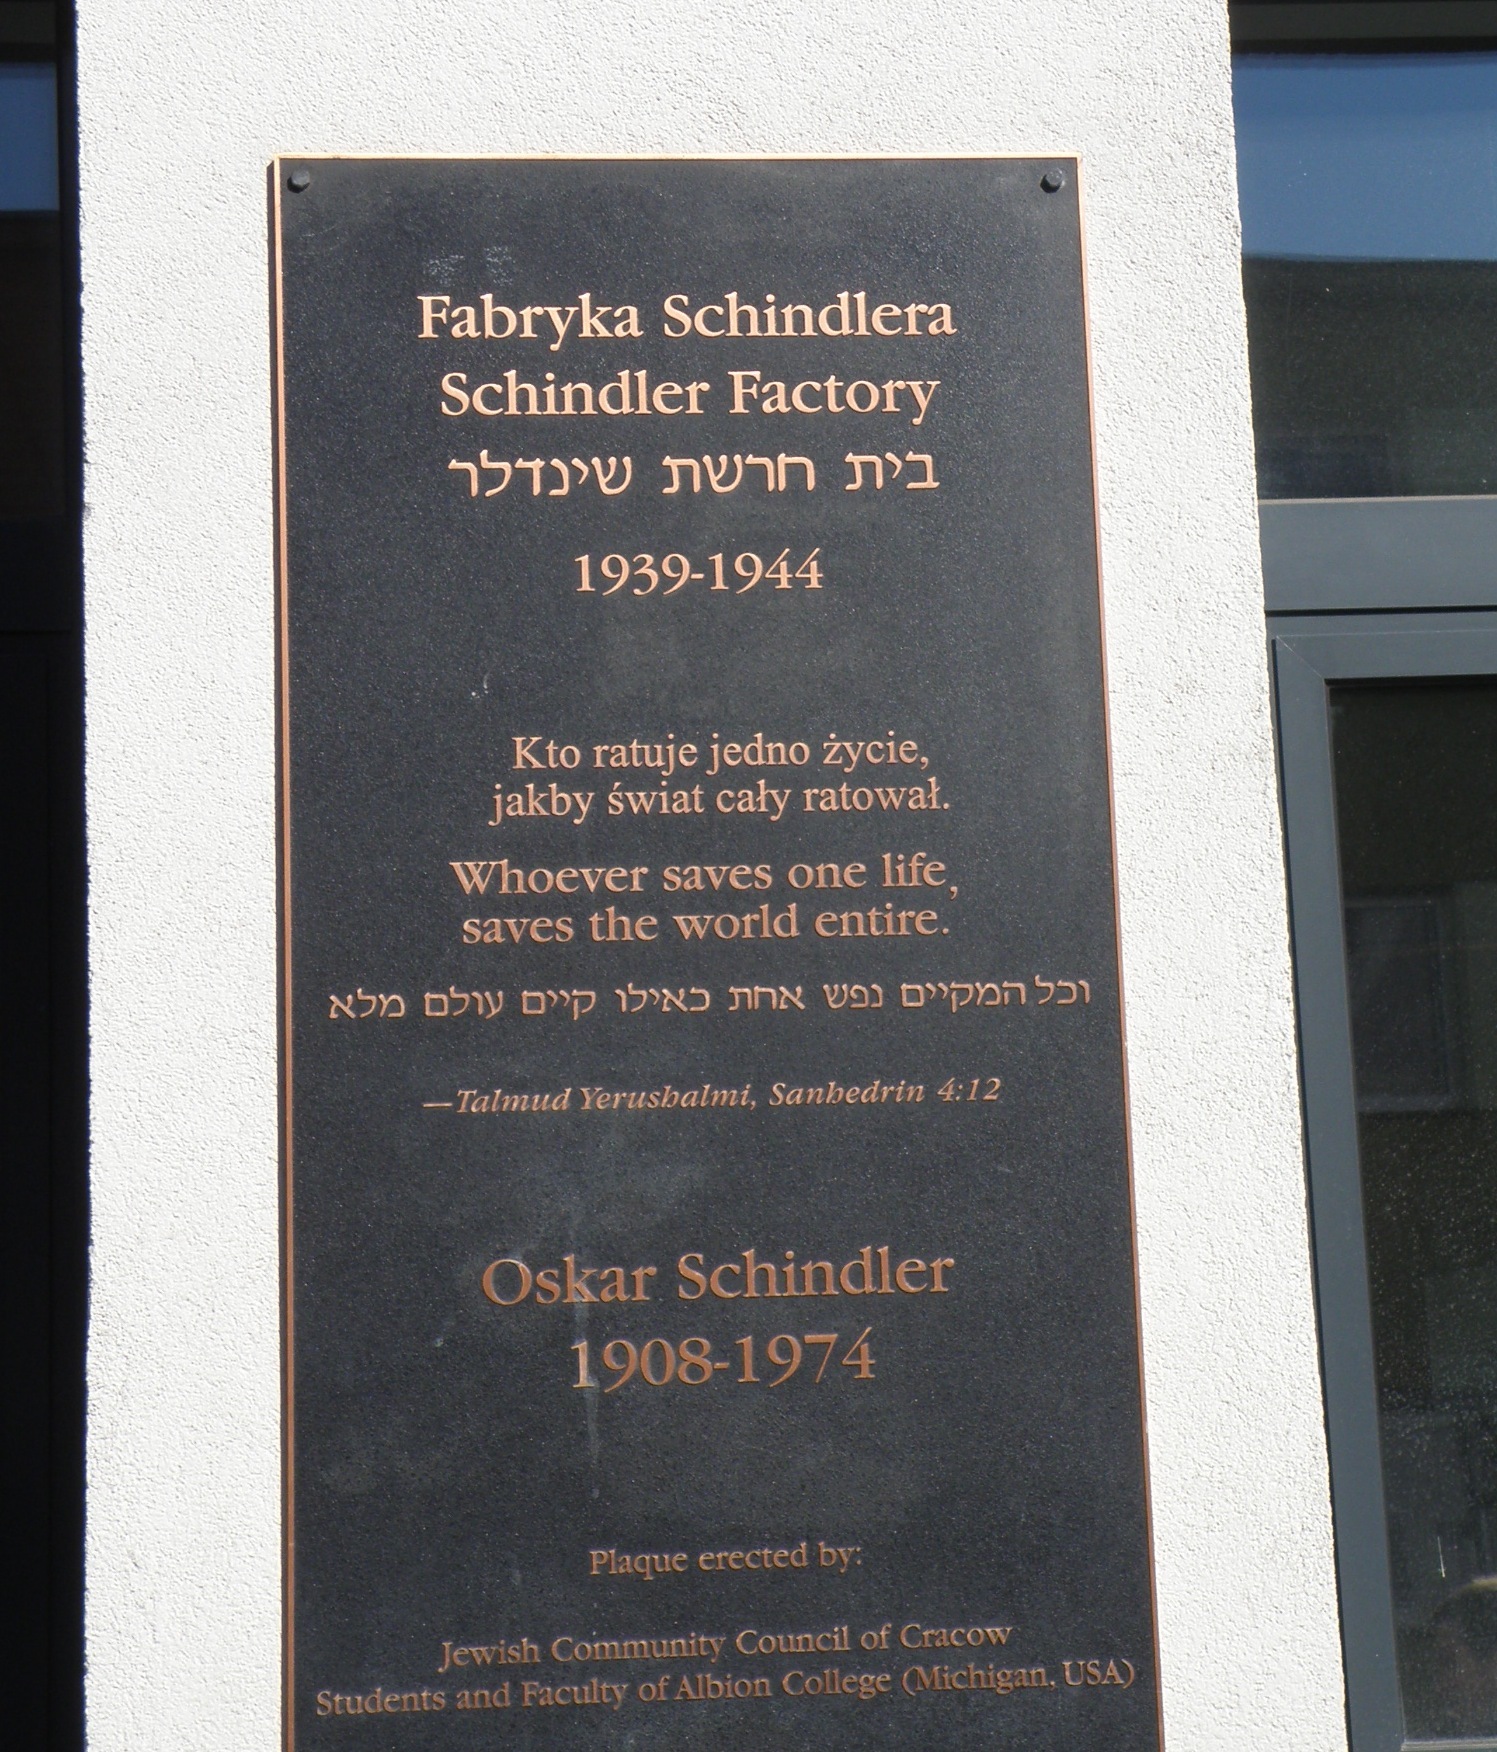 Fabryka Schindlera
Schindler Factory
בית חרשת שינדלר
1939-1944
Kto ratuje jedno życie,
jakby świat cały ratował.
Whoever saves one life,
saves the world entire.
וכל המקיים נפש אחת כאילו קיים עולם מלא
—Talmud Yerushalmi, Sanhedrin 4:12
Oskar Schindler
1908-1974
Plaque erected by:
Jewish Community Council of Cracow
Students and Faculty of Albion College (Michigan, USA)